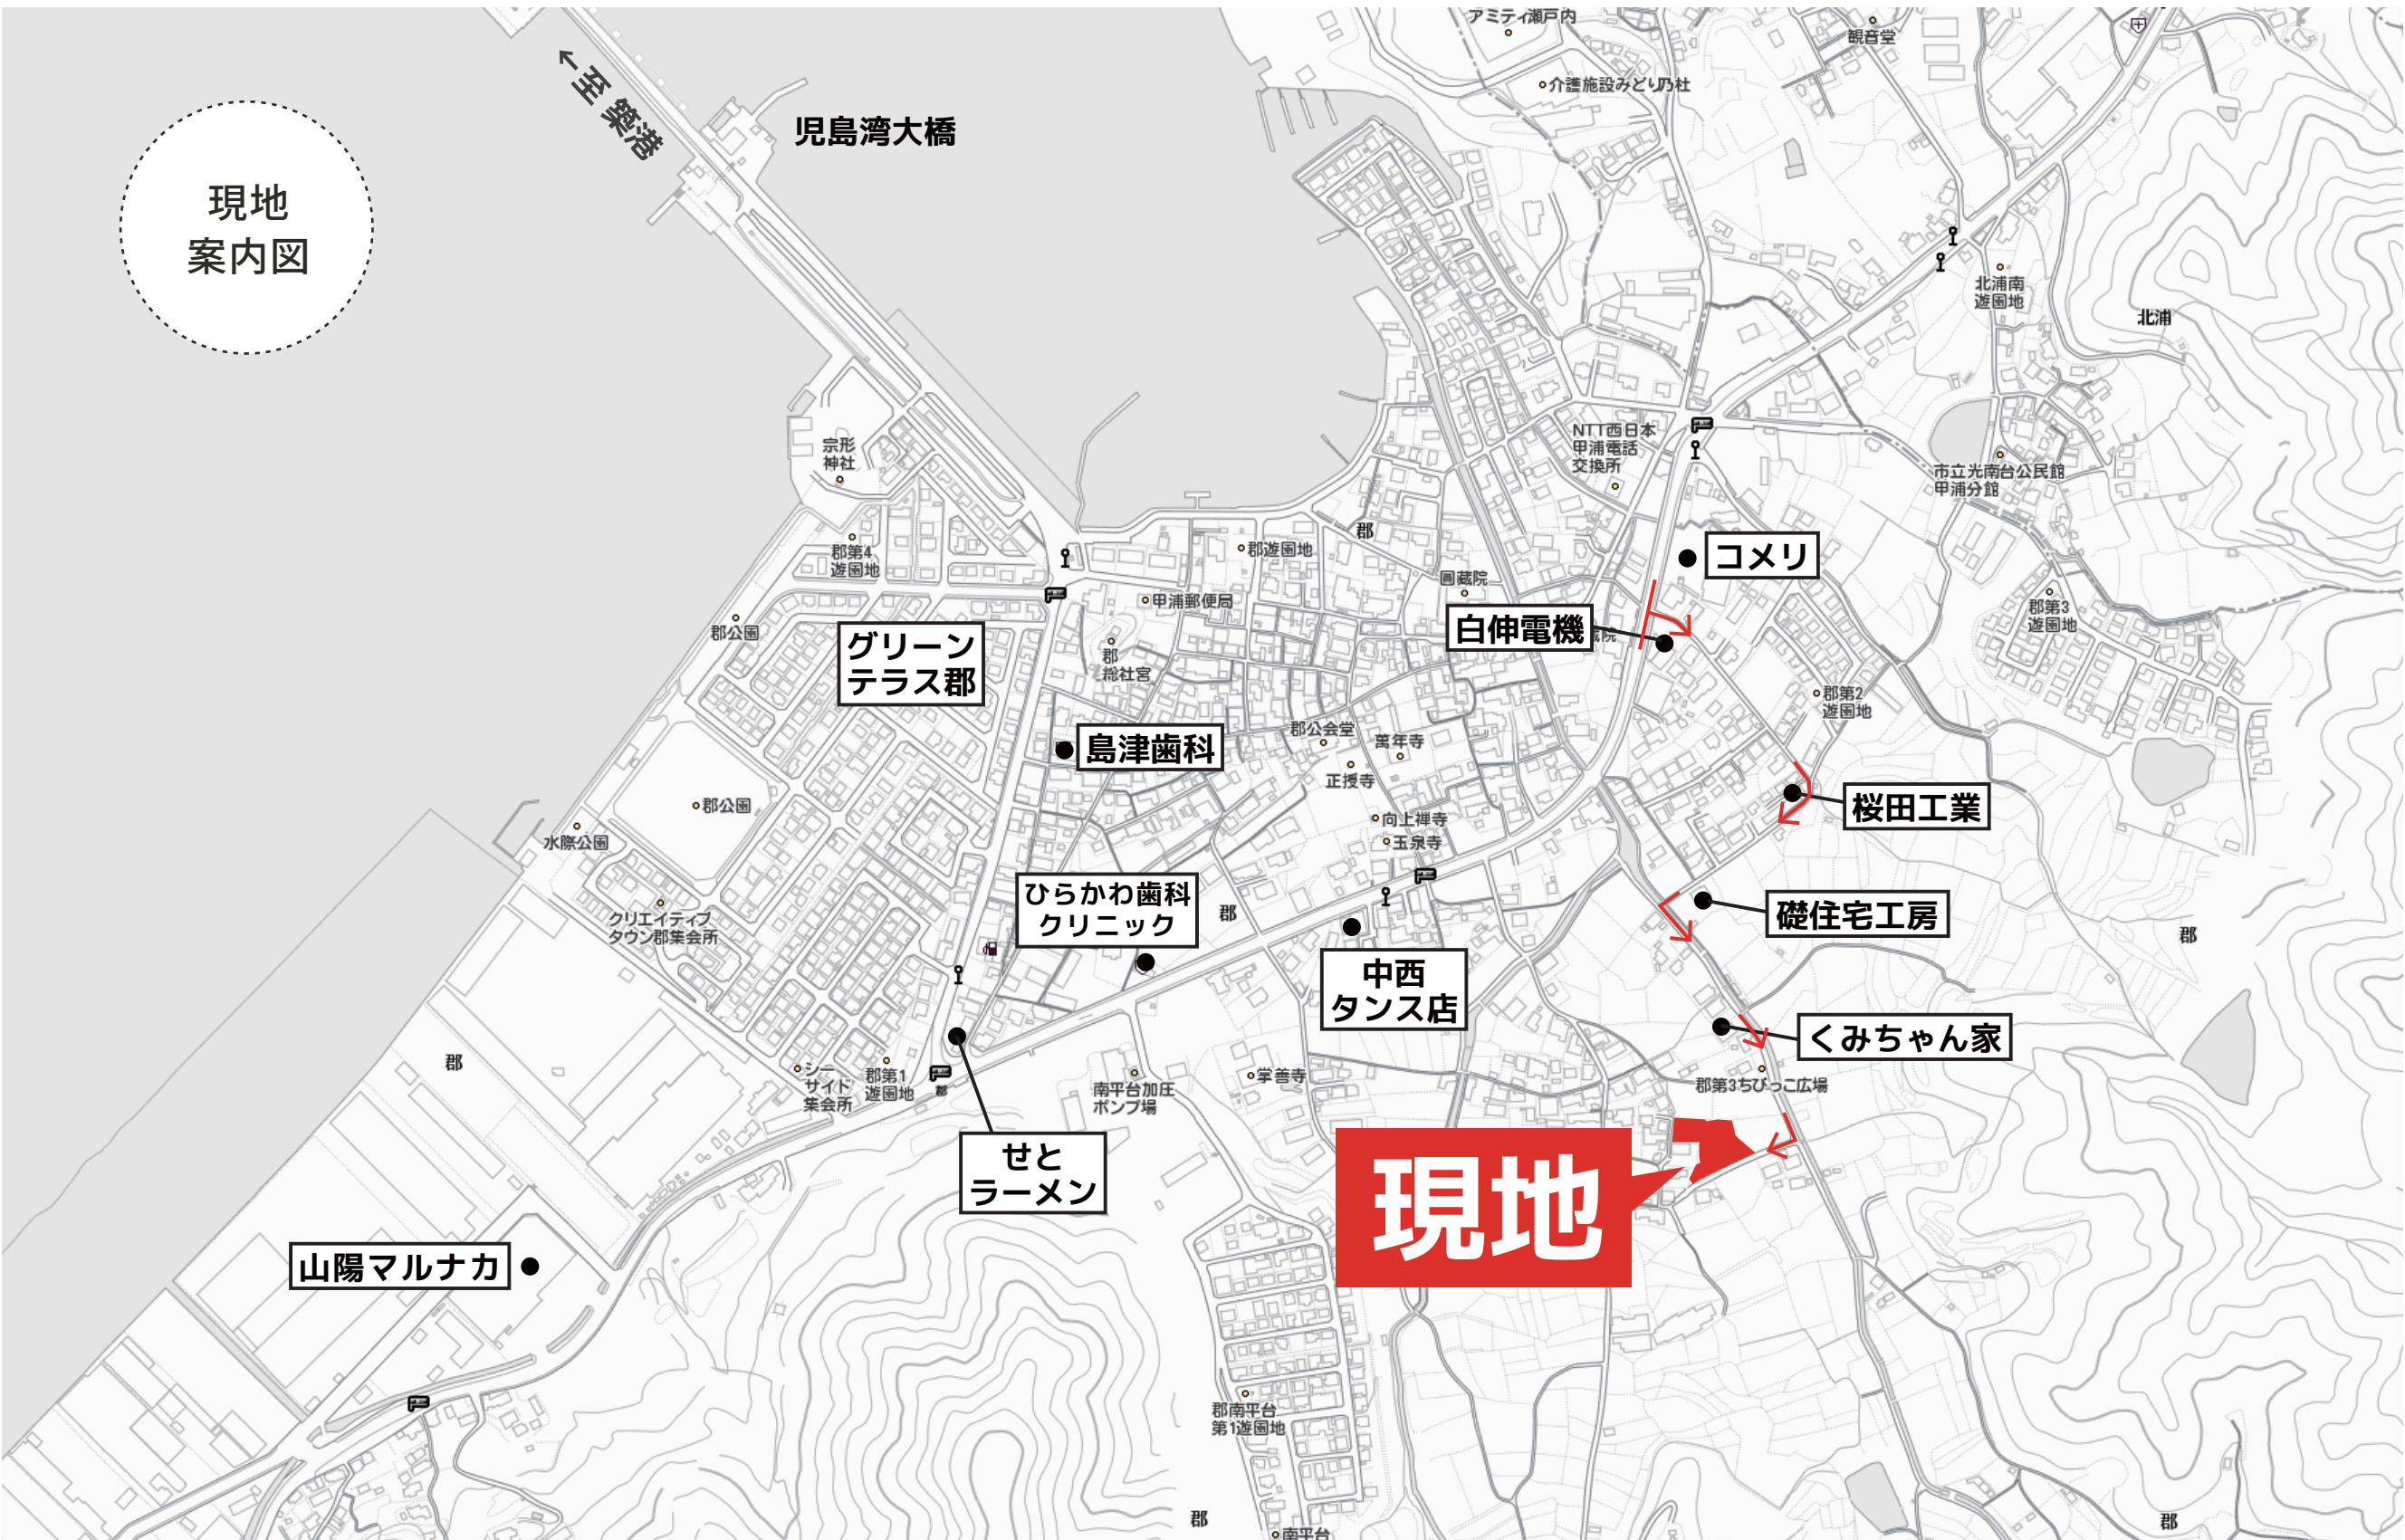 アミティ瀬戸内
観音堂
介護施設みどり乃杜
←至 築港
児島湾大橋
現地
案内図
北浦南
遊園地
北浦
宗形
神社
NTT西日本
甲浦電話
交換所
市立光南台公民館
甲浦分館
郡
郡第4
遊園地
郡遊園地
コメリ
圓蔵院
甲浦郵便局
郡第3
遊園地
郡公園
白伸電機
院
グリーン
テラス郡
郡
総社宮
郡第2
遊園地
島津歯科
郡公会堂
萬年寺
正授寺
郡公園
桜田工業
水際公園
向上禅寺
玉泉寺
ひらかわ歯科
クリニック
郡
礎住宅工房
クリエイティブ
タウン郡集会所
郡
中西
タンス店
くみちゃん家
郡
シー
サイド
集会所
郡第1
遊園地
郡
南平台加圧
ポンプ場
掌善寺
郡第3ちびっこ広場
せと
ラーメン
現地
山陽マルナカ
郡南平台
第1遊園地
郡
南平台
郡